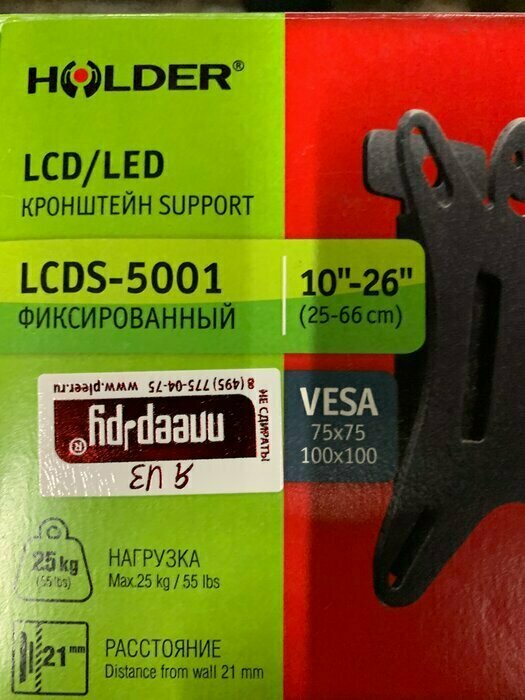 HOLDER®
LCD/LED
КРОНШТЕЙН SUPPORT
LCDS-5001
ФИКСИРОВАННЫЙ
10"-26"
(25-66 cm)
VESA
75x75
100x100
Я ИЗ
плеер.ру®
8 (495) 775-04-75 www.pleer.ru
НЕ СДИРАТЬ!
25 kg
(55 lbs)
НАГРУЗКА
Max.25 kg / 55 lbs
21 mm
РАССТОЯНИЕ
Distance from wall 21 mm